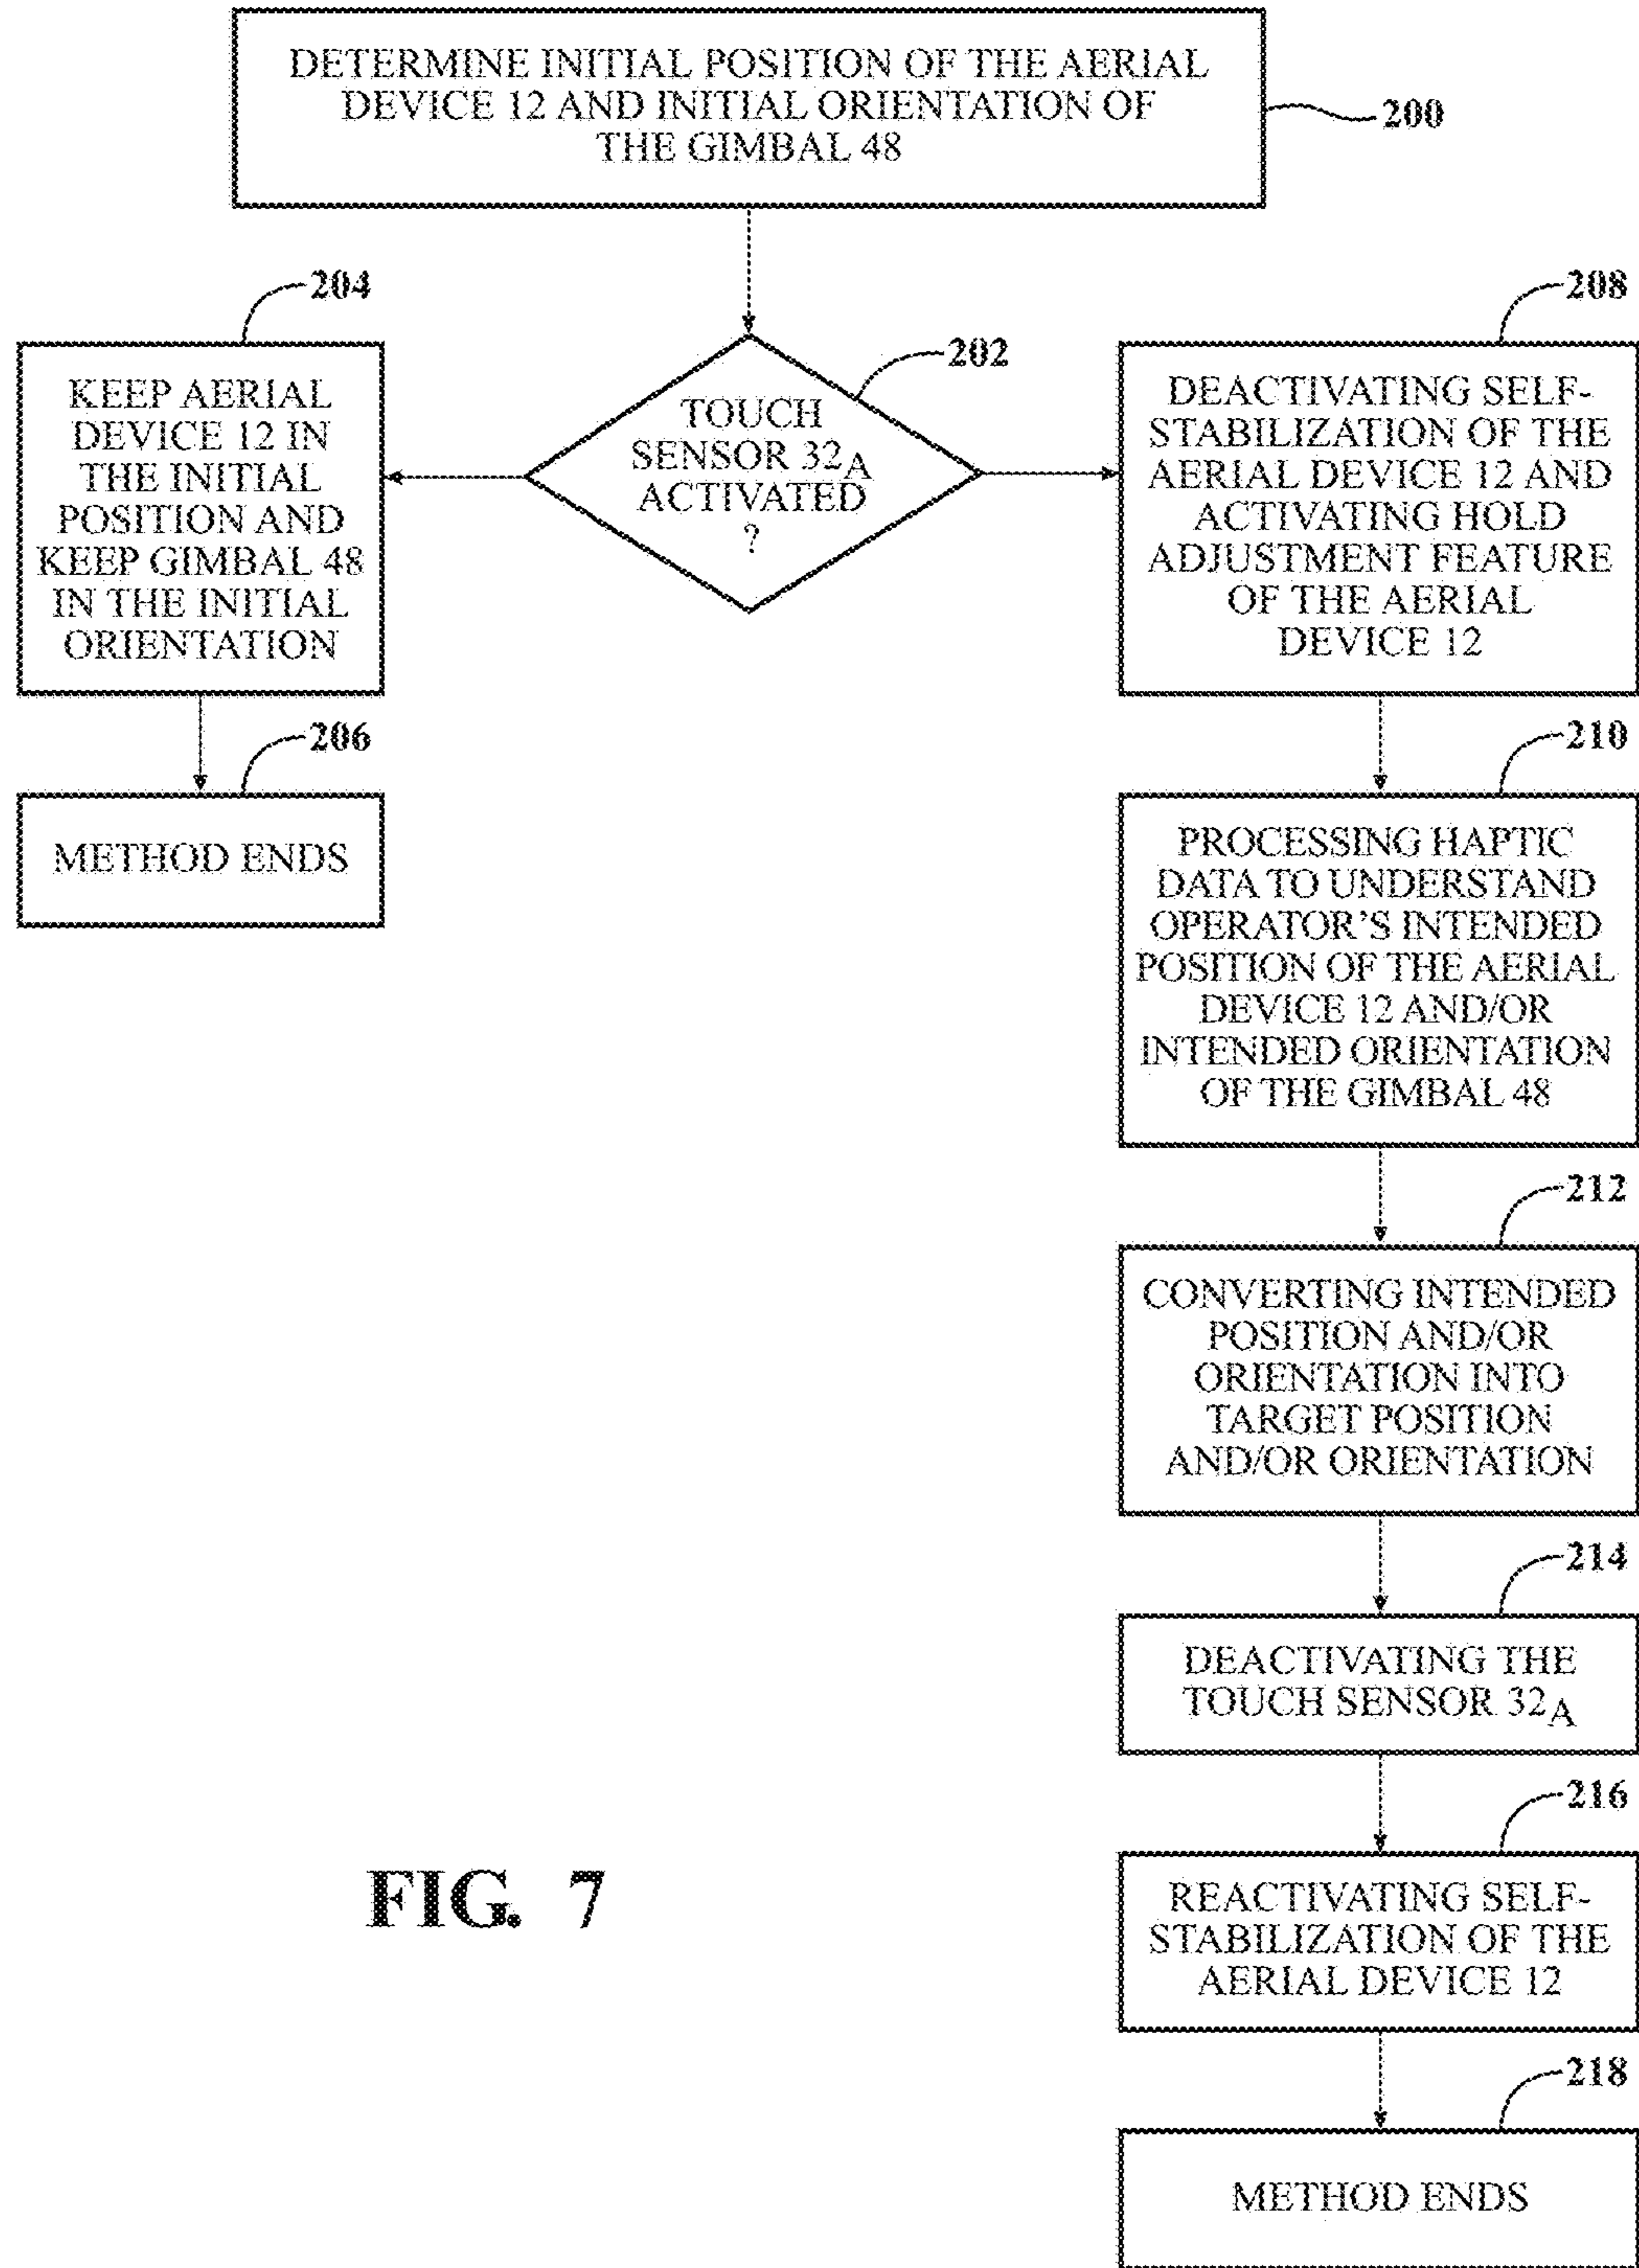 DETERMINE INITIAL POSITION OF THE AERIAL
DEVICE 12 AND INITIAL ORIENTATION OF
THE GIMBAL 48
200
204
KEEP AERIAL
DEVICE 12 IN
THE INITIAL
POSITION AND
KEEP GIMBAL 48
IN THE INITIAL
ORIENTATION
202
TOUCH
SENSOR 32A
ACTIVATED
?
208
DEACTIVATING SELF-
STABILIZATION OF THE
AERIAL DEVICE 12 AND
ACTIVATING HOLD
ADJUSTMENT FEATURE
OF THE AERIAL
DEVICE 12
206
METHOD ENDS
210
PROCESSING HAPTIC
DATA TO UNDERSTAND
OPERATOR'S INTENDED
POSITION OF THE AERIAL
DEVICE 12 AND/OR
INTENDED ORIENTATION
OF THE GIMBAL 48
212
CONVERTING INTENDED
POSITION AND/OR
ORIENTATION INTO
TARGET POSITION
AND/OR ORIENTATION
214
DEACTIVATING THE
TOUCH SENSOR 32A
216
REACTIVATING SELF-
STABILIZATION OF THE
AERIAL DEVICE 12
218
METHOD ENDS
FIG. 7